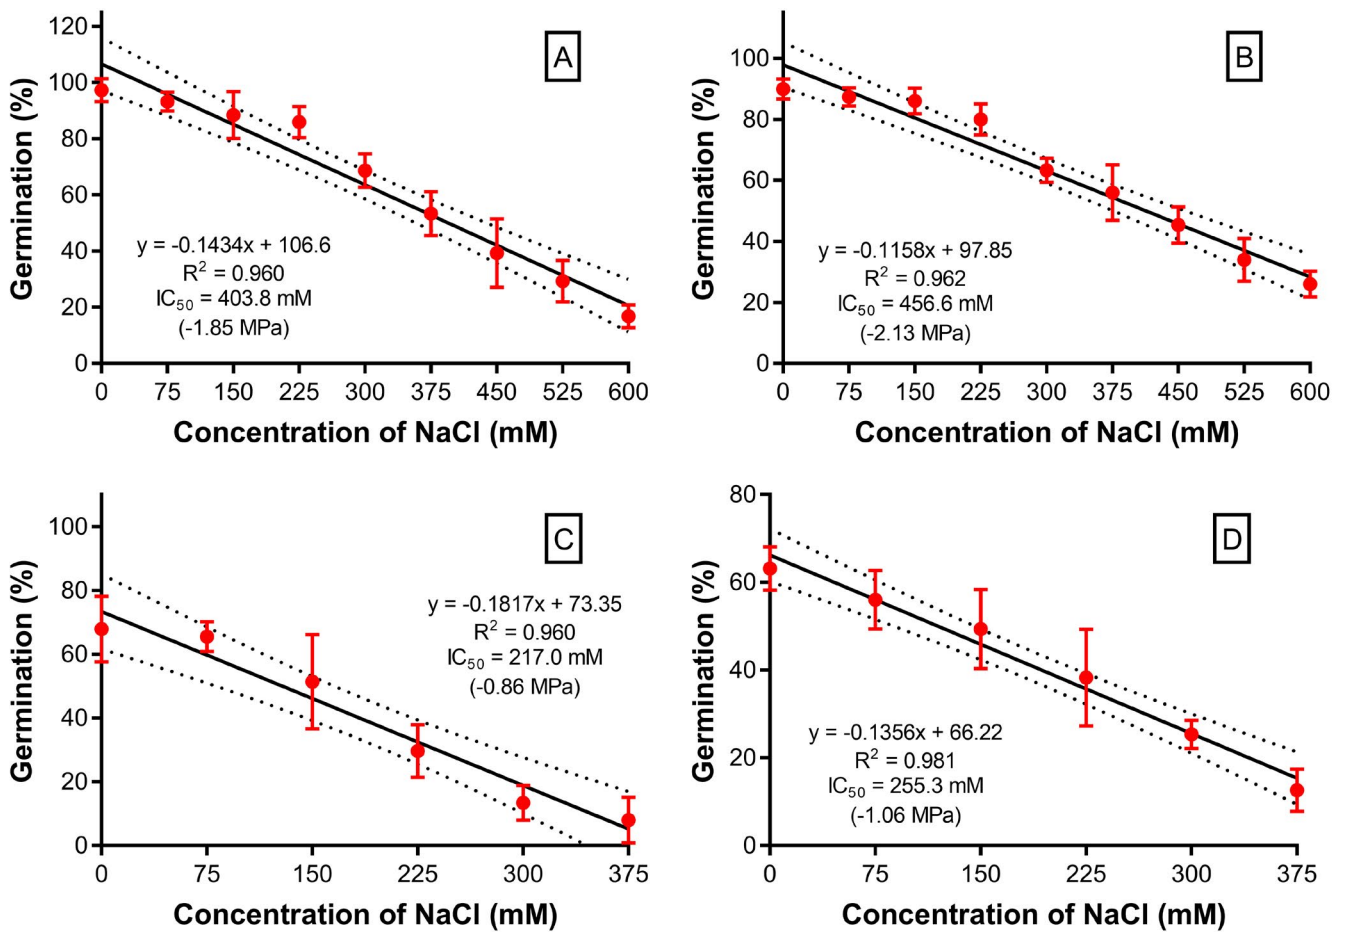 A
Germination (%)
120
100
80
60
40
20
0
y = -0.1434x + 106.6
R² = 0.960
IC₅₀ = 403.8 mM
(-1.85 MPa)
0 75 150 225 300 375 450 525 600
Concentration of NaCl (mM)
B
Germination (%)
100
80
60
40
20
0
y = -0.1158x + 97.85
R² = 0.962
IC₅₀ = 456.6 mM
(-2.13 MPa)
0 75 150 225 300 375 450 525 600
Concentration of NaCl (mM)
C
Germination (%)
100
80
60
40
20
0
y = -0.1817x + 73.35
R² = 0.960
IC₅₀ = 217.0 mM
(-0.86 MPa)
0 75 150 225 300 375
Concentration of NaCl (mM)
D
Germination (%)
80
60
40
20
0
y = -0.1356x + 66.22
R² = 0.981
IC₅₀ = 255.3 mM
(-1.06 MPa)
0 75 150 225 300 375
Concentration of NaCl (mM)